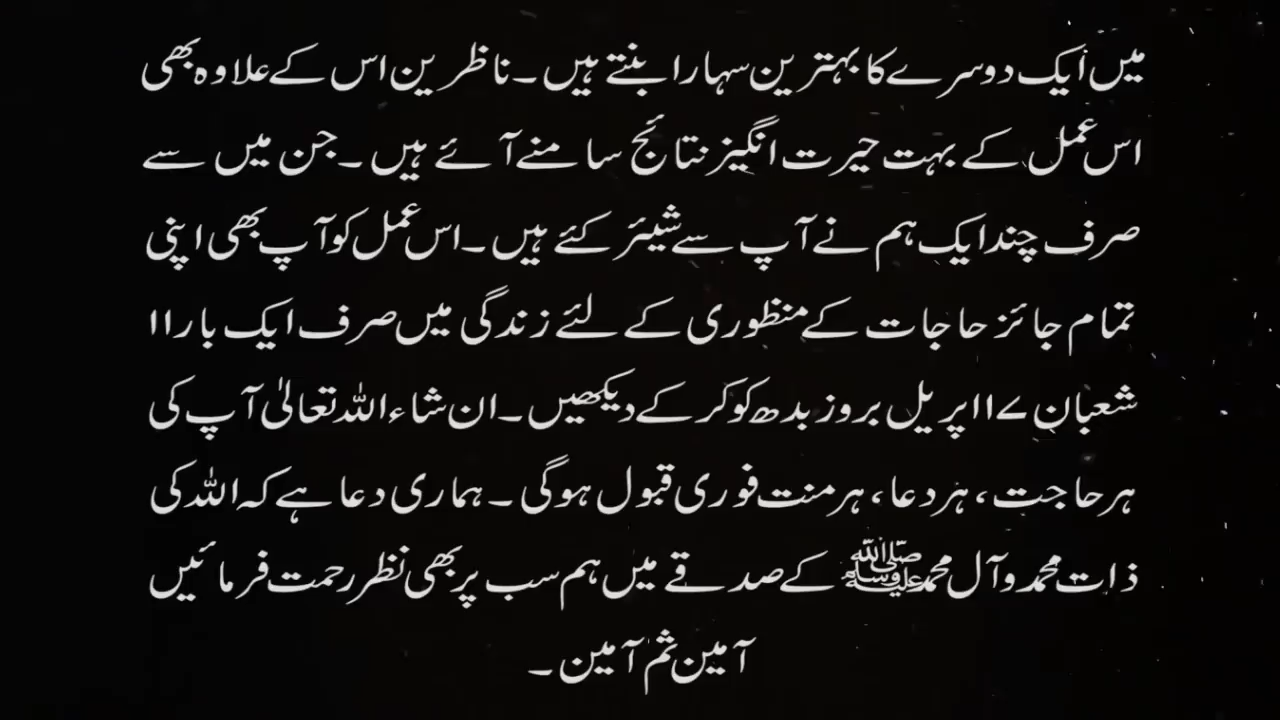 میں ایک دوسرے کا بہترین سہارا بنتے ہیں۔ ناظرین اس کے علاوہ بھی
اس عمل کے بہت حیرت انگیز نتائج سامنے آئے ہیں۔ جن میں سے
صرف چند ایک ہم نے آپ سے شیئر کئے ہیں۔ اس عمل کو آپ بھی اپنی
تمام جائز حاجات کے منظوری کے لئے زندگی میں صرف ایک بار ۱۱
شعبان ۱۷ اپریل بروز بدھ کو کر کے دیکھیں۔ ان شاء اللہ تعالیٰ آپ کی
ہر حاجت، ہر دعا، ہر منت فوری قبول ہوگی۔ ہماری دعا ہے کہ اللہ کی
ذات محمد و آل محمد ﷺ کے صدقے میں ہم سب پر بھی نظر رحمت فرمائیں
آمین ثم آمین۔